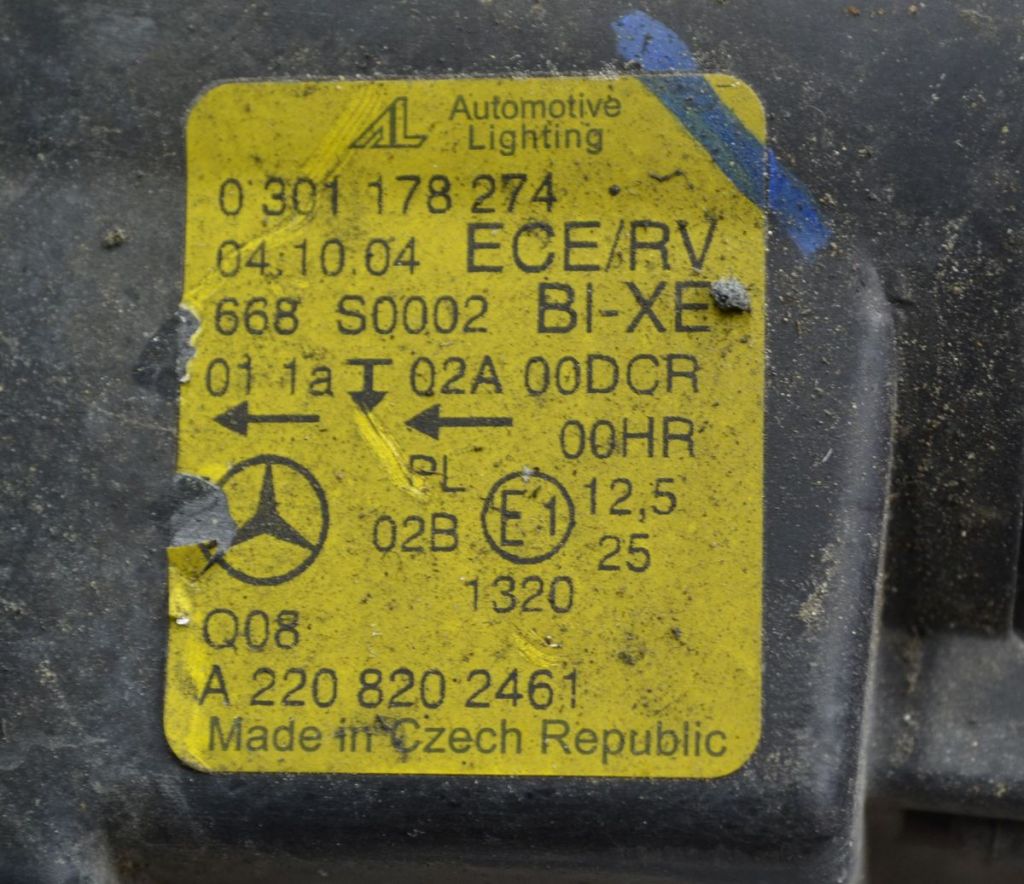 AL Automotive
Lighting
0 301 178 274
04.10.04 ECE/RV
668 S0002 BI-XE
01 1a 02A 00DCR
00HR
PL
02B E1 12,5
25
1320
Q08
A 220 820 2461
Made in Czech Republic